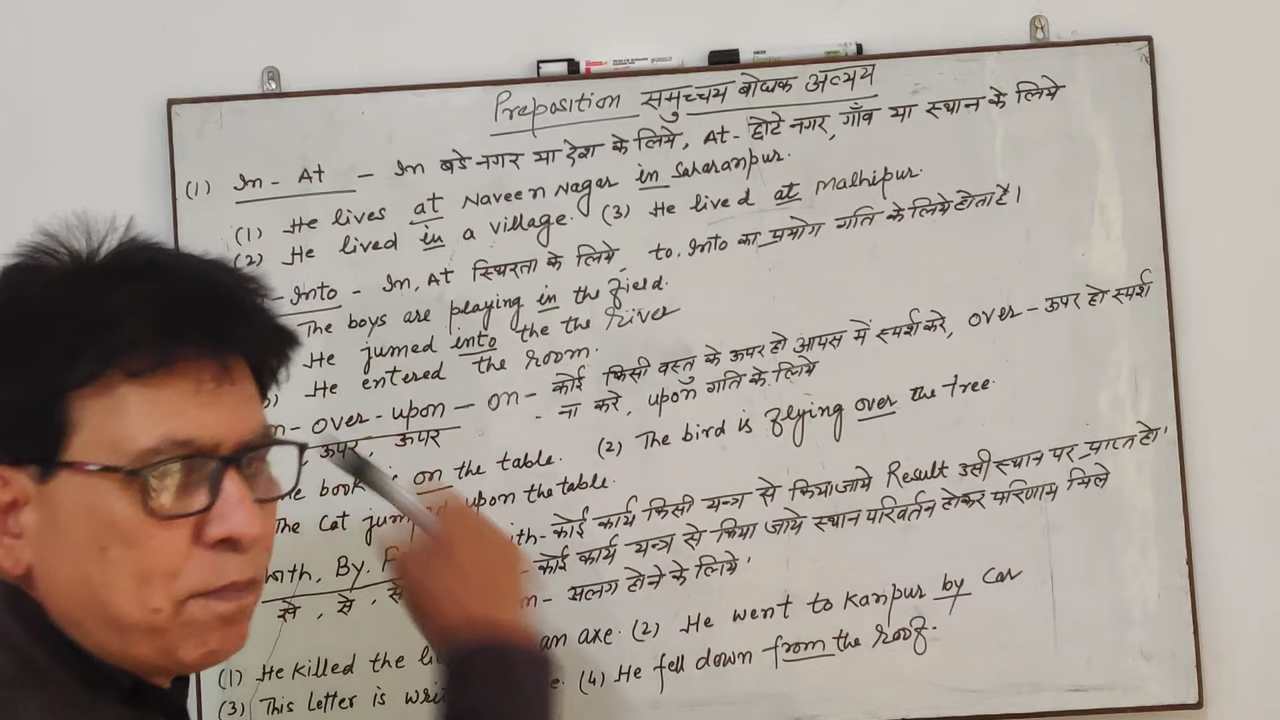 Preposition समुच्चय बोधक अव्यय
(1) In - At - In बडे नगर या देश के लिये, At - छोटे नगर, गाँव या स्थान के लिये
(1) He lives at Naveen Nagar in Saharanpur.
(2) He lived in a village. (3) He lived at Malhipur.
-Into - In, At स्थिरता के लिये, to, Into का प्रयोग गति के लिये होता है।
The boys are playing in the field.
He jumed into the the river
He entered the room.
n - over - upon - on - कोई किसी वस्तु के ऊपर हो आपस में स्पर्श करे, over - ऊपर हो स्पर्श
ना करे, upon गति के लिये
ऊपर, ऊपर
book on the table. (2) The bird is flying over the tree.
The Cat upon the table.
with, By, ith - कोई कार्य किसी यन्त्र से किया जाये Result उसी स्थान पर प्राप्त हो।
- कोई कार्य यन्त्र से किया जाये स्थान परिवर्तन होकर परिणाम मिले
से, से, m - सलग होने के लिये
(1) He killed the an axe. (2) He went to Kanpur by Car
(3) This Letter is e. (4) He fell down from the roof.